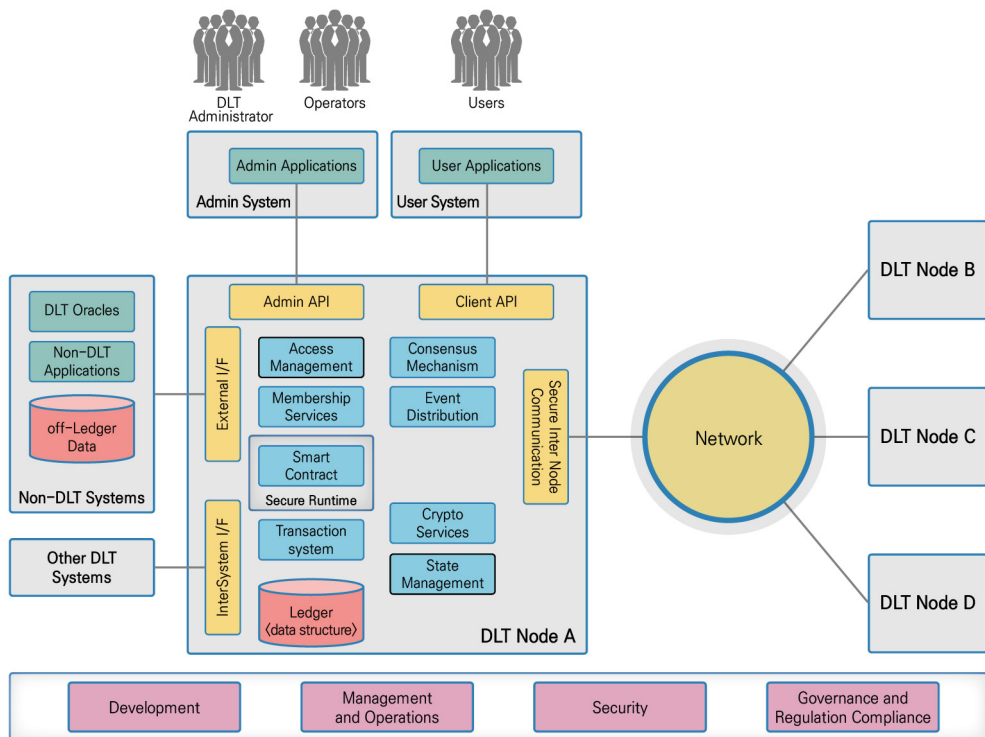 DLT
Administrator
Operators
Users
Admin Applications
Admin System
User Applications
User System
DLT Oracles
Non-DLT
Applications
off-Ledger
Data
Non-DLT Systems
Other DLT
Systems
Admin API
Client API
External I/F
InterSystem I/F
Access
Management
Membership
Services
Smart
Contract
Secure Runtime
Transaction
system
Ledger
〈data structure〉
Consensus
Mechanism
Event
Distribution
Crypto
Services
State
Management
Secure Inter Node
Communication
DLT Node A
Network
DLT Node B
DLT Node C
DLT Node D
Development
Management
and Operations
Security
Governance and
Regulation Compliance